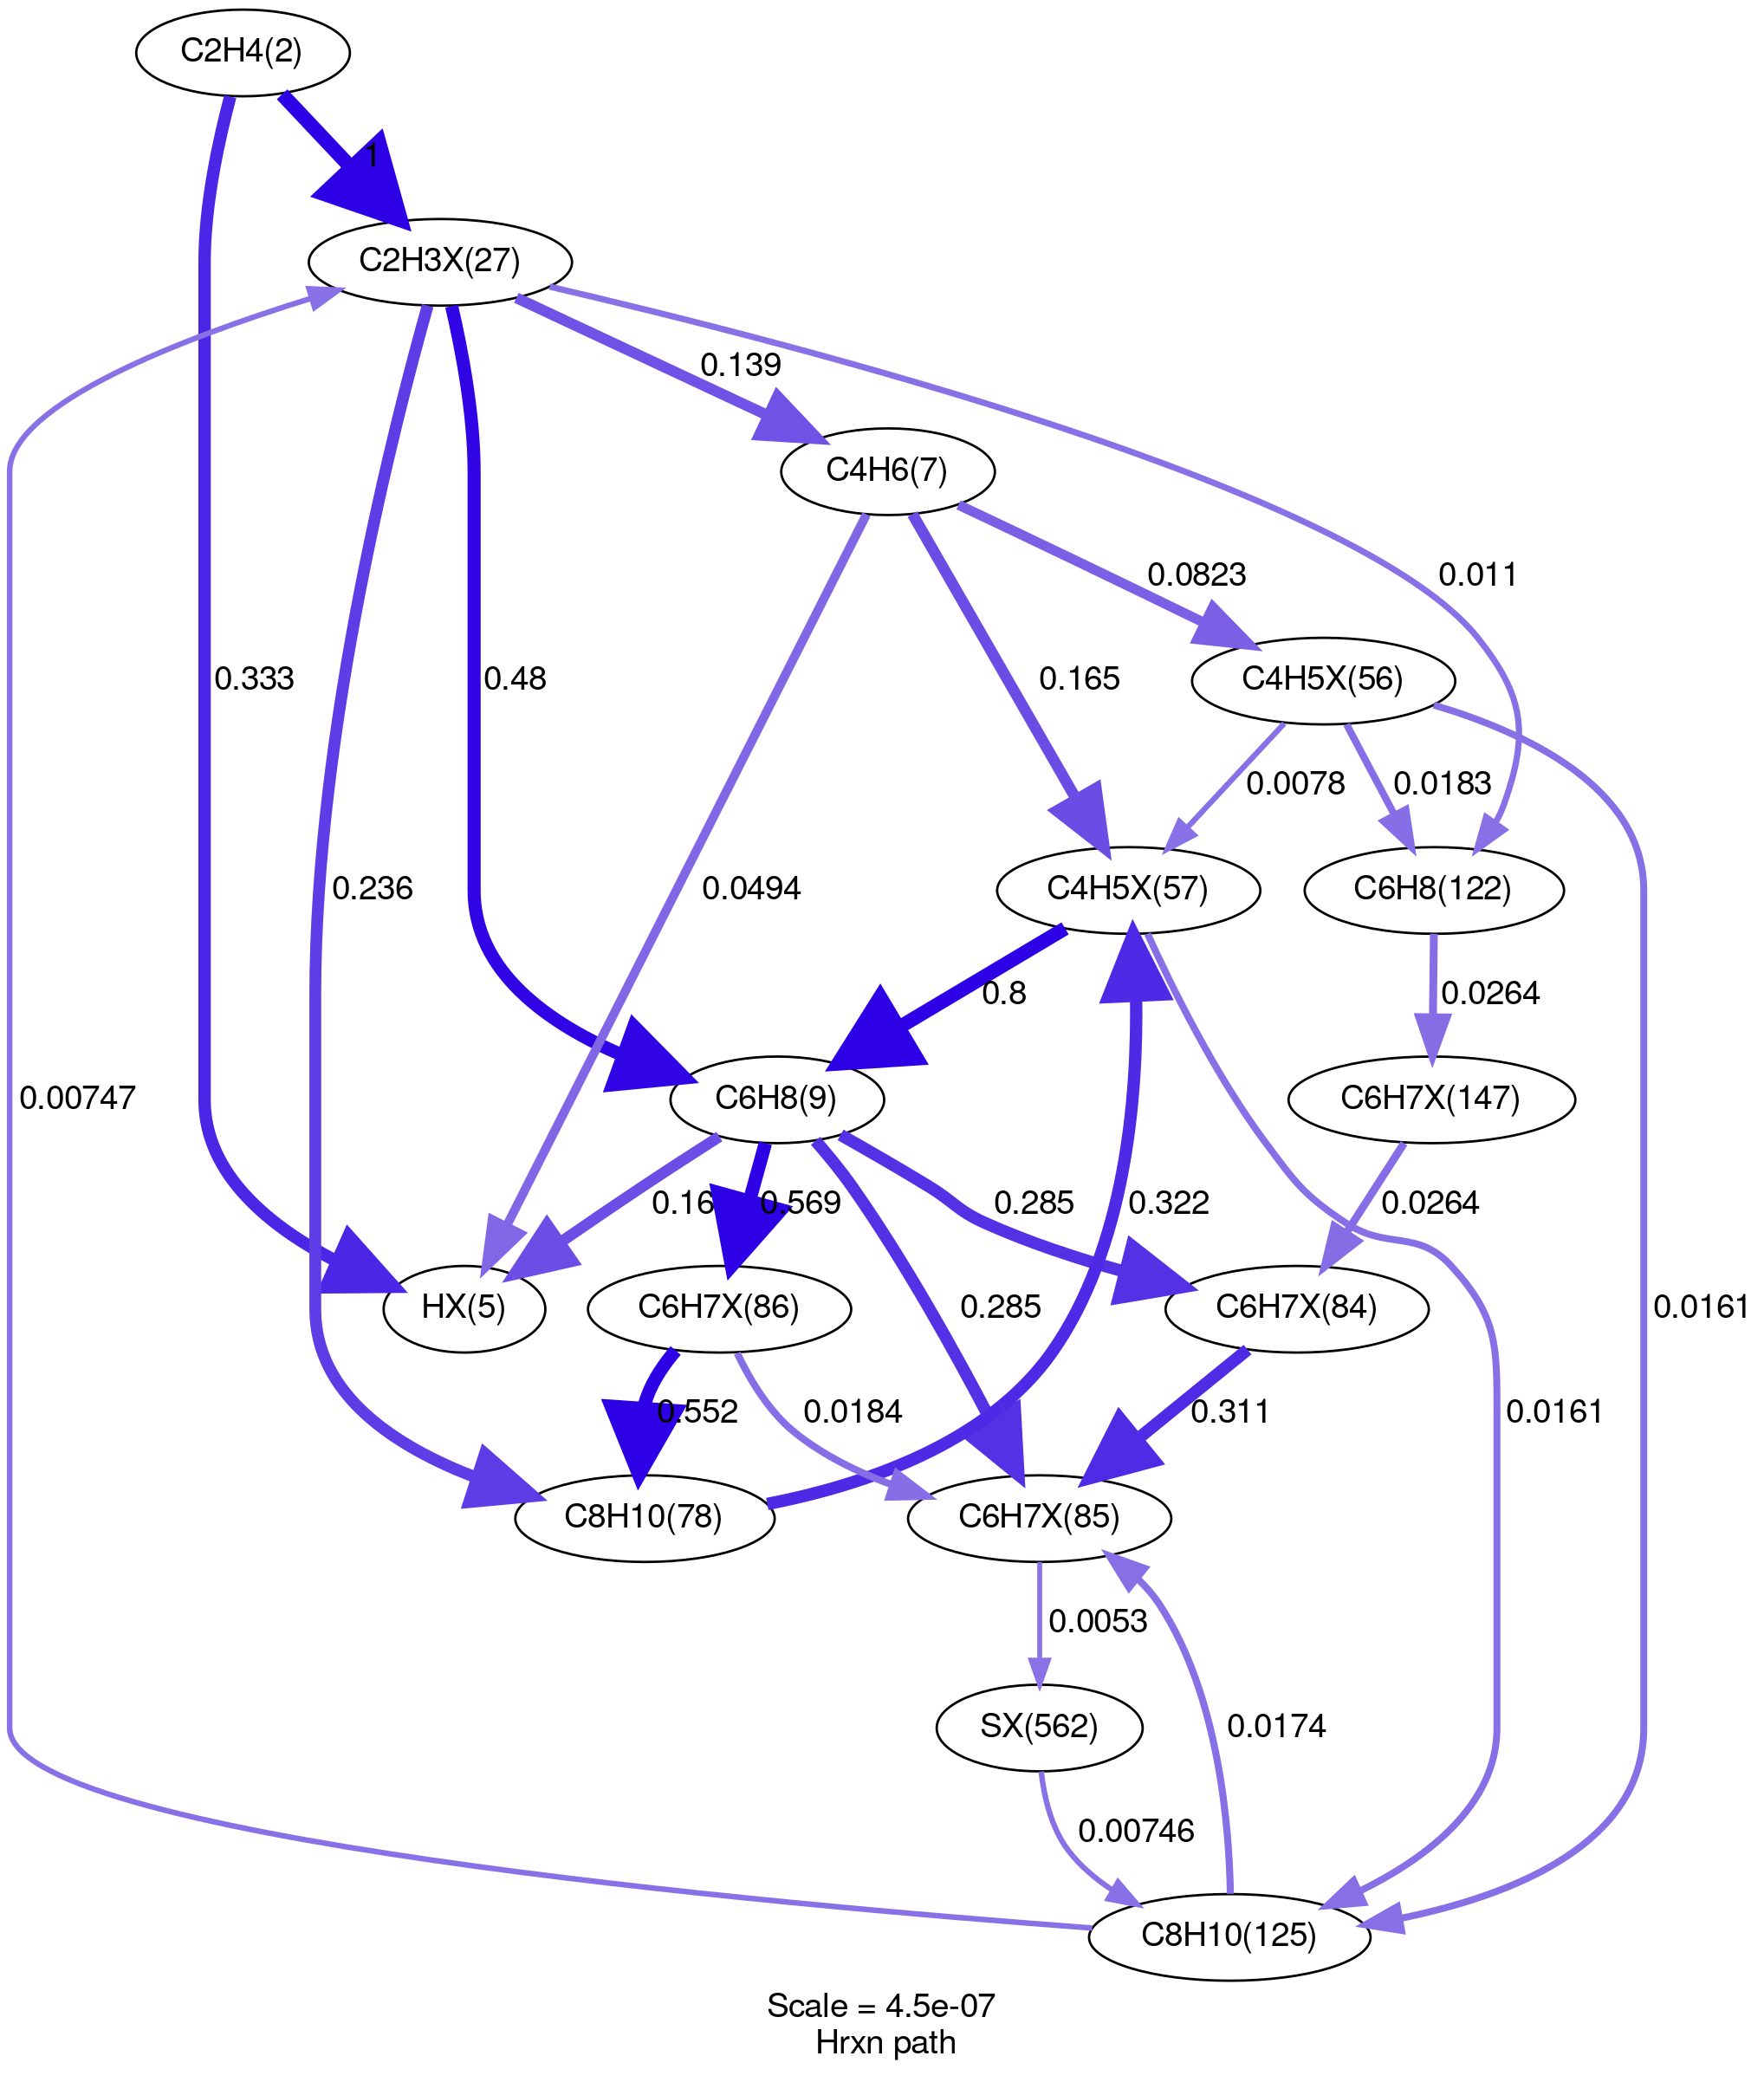 C2H4(2)
1
C2H3X(27)
0.139
C4H6(7)
0.0823
0.011
0.333
0.48
0.165
C4H5X(56)
0.0078
0.0183
0.236
0.0494
C4H5X(57)
C6H8(122)
0.8
0.0264
0.00747
C6H8(9)
C6H7X(147)
0.16
0.569
0.285
0.322
0.0264
HX(5)
C6H7X(86)
0.285
C6H7X(84)
0.0161
0.552
0.0184
0.311
0.0161
C8H10(78)
C6H7X(85)
0.0053
SX(562)
0.0174
0.00746
C8H10(125)
Scale = 4.5e-07
Hrxn path